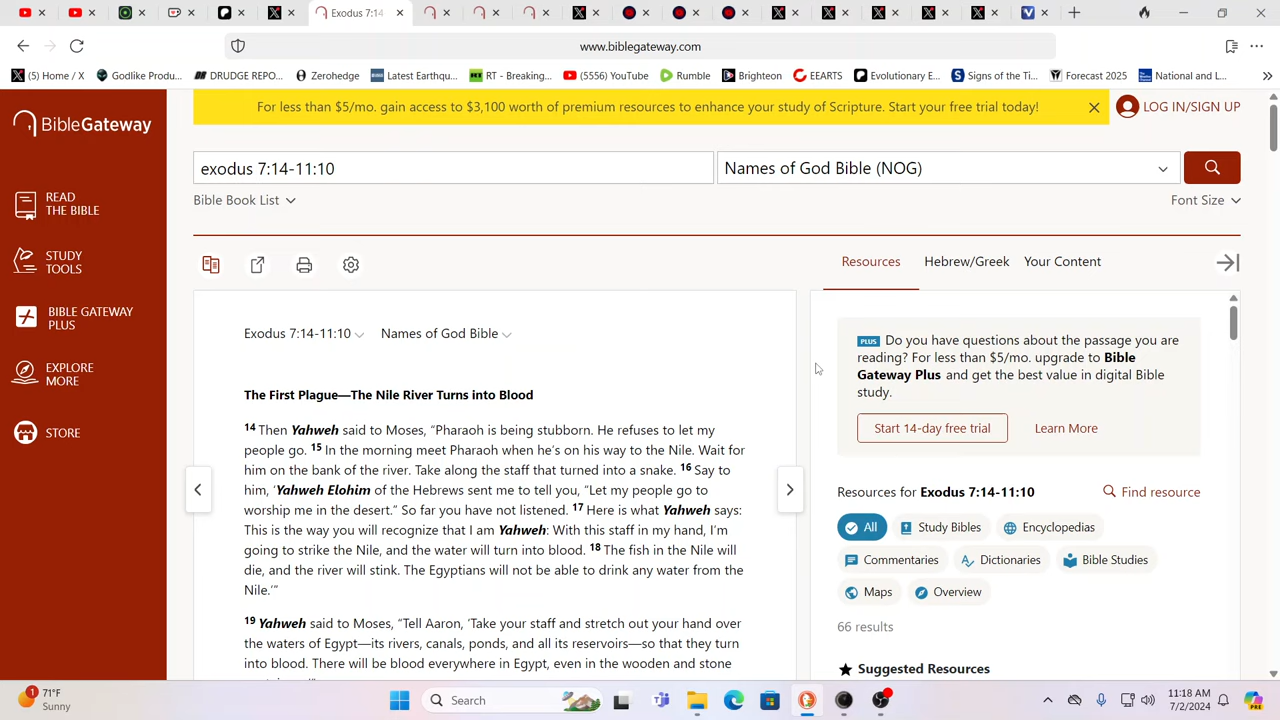 Exodus 7:14
www.biblegateway.com
(5) Home / X
Godlike Produ...
DRUDGE REPO...
Zerohedge
Latest Earthqu...
RT - Breaking...
(5556) YouTube
Rumble
Brighteon
EEARTS
Evolutionary E...
Signs of the Ti...
Forecast 2025
National and L...
For less than $5/mo. gain access to $3,100 worth of premium resources to enhance your study of Scripture. Start your free trial today!
LOG IN/SIGN UP
BibleGateway
READ
THE BIBLE
STUDY
TOOLS
BIBLE GATEWAY
PLUS
EXPLORE
MORE
STORE
exodus 7:14-11:10
Names of God Bible (NOG)
Bible Book List
Font Size
Exodus 7:14-11:10
Names of God Bible
The First Plague—The Nile River Turns into Blood
14 Then Yahweh said to Moses, “Pharaoh is being stubborn. He refuses to let my
people go. 15 In the morning meet Pharaoh when he’s on his way to the Nile. Wait for
him on the bank of the river. Take along the staff that turned into a snake. 16 Say to
him, ‘Yahweh Elohim of the Hebrews sent me to tell you, “Let my people go to
worship me in the desert.” So far you have not listened. 17 Here is what Yahweh says:
This is the way you will recognize that I am Yahweh: With this staff in my hand, I’m
going to strike the Nile, and the water will turn into blood. 18 The fish in the Nile will
die, and the river will stink. The Egyptians will not be able to drink any water from the
Nile.’”
19 Yahweh said to Moses, “Tell Aaron, ‘Take your staff and stretch out your hand over
the waters of Egypt—its rivers, canals, ponds, and all its reservoirs—so that they turn
into blood. There will be blood everywhere in Egypt, even in the wooden and stone
Resources
Hebrew/Greek
Your Content
PLUS Do you have questions about the passage you are
reading? For less than $5/mo. upgrade to Bible
Gateway Plus and get the best value in digital Bible
study.
Start 14-day free trial
Learn More
Resources for Exodus 7:14-11:10
Find resource
All
Study Bibles
Encyclopedias
Commentaries
Dictionaries
Bible Studies
Maps
Overview
66 results
Suggested Resources
1
71°F
Sunny
Search
11:18 AM
7/2/2024